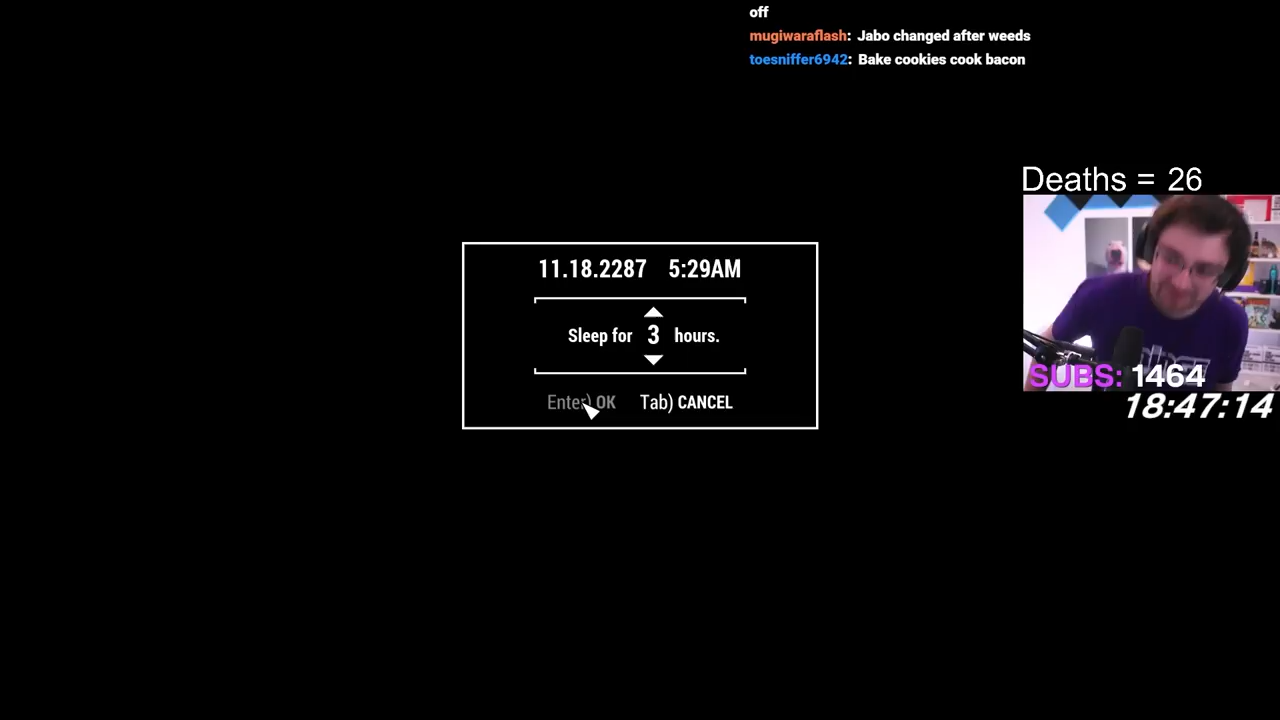 off
mugiwaraflash: Jabo changed after weeds
toesniffer6942: Bake cookies cook bacon
Deaths = 26
11.18.2287 5:29AM
Sleep for 3 hours.
Enter) OK Tab) CANCEL
SUBS: 1464
18:47:14